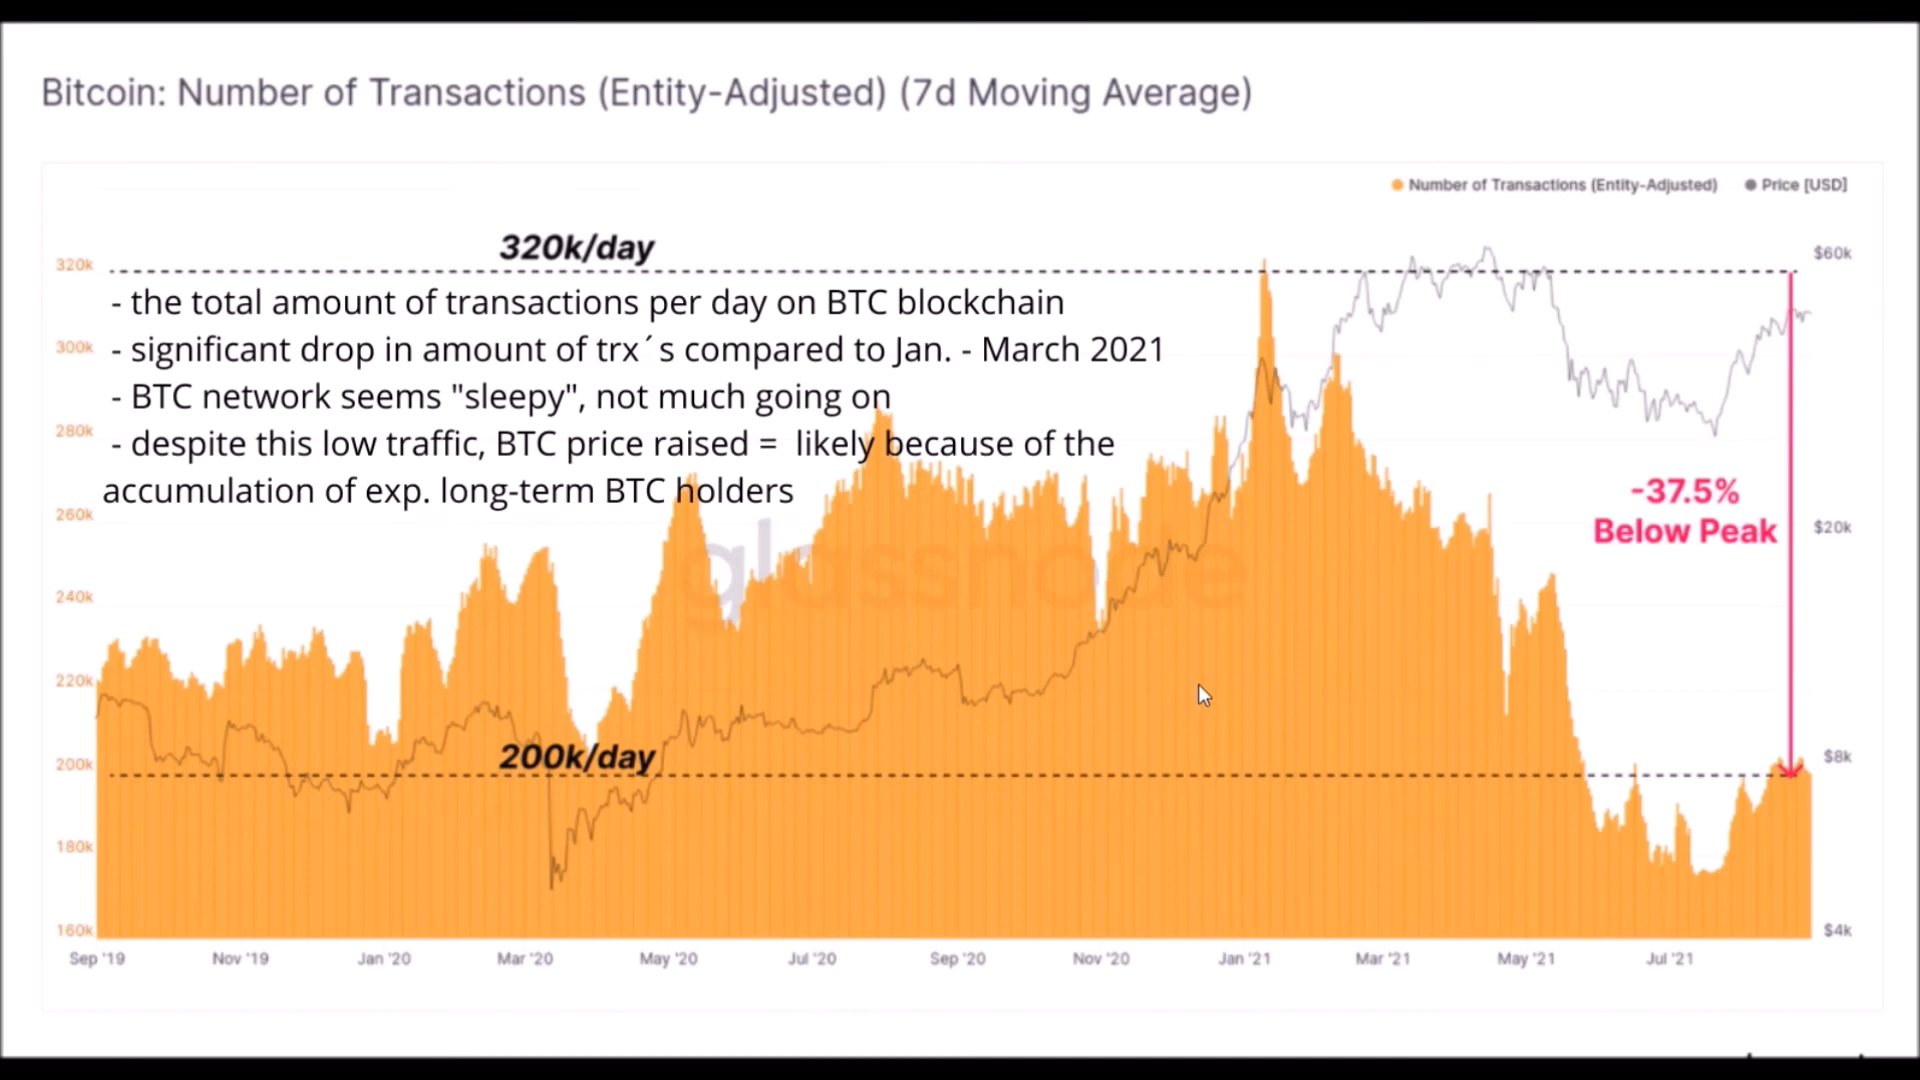 Bitcoin: Number of Transactions (Entity-Adjusted) (7d Moving Average)
Number of Transactions (Entity-Adjusted) Price [USD]
320k/day
320k
$60k
- the total amount of transactions per day on BTC blockchain
- significant drop in amount of trx´s compared to Jan. - March 2021
300k
- BTC network seems "sleepy", not much going on
280k
- despite this low traffic, BTC price raised = likely because of the
accumulation of exp. long-term BTC holders
260k
-37.5%
Below Peak
$20k
glassnode
240k
220k
200k/day
200k
$8k
180k
160k
$4k
Sep '19 Nov '19 Jan '20 Mar '20 May '20 Jul '20 Sep '20 Nov '20 Jan '21 Mar '21 May '21 Jul '21